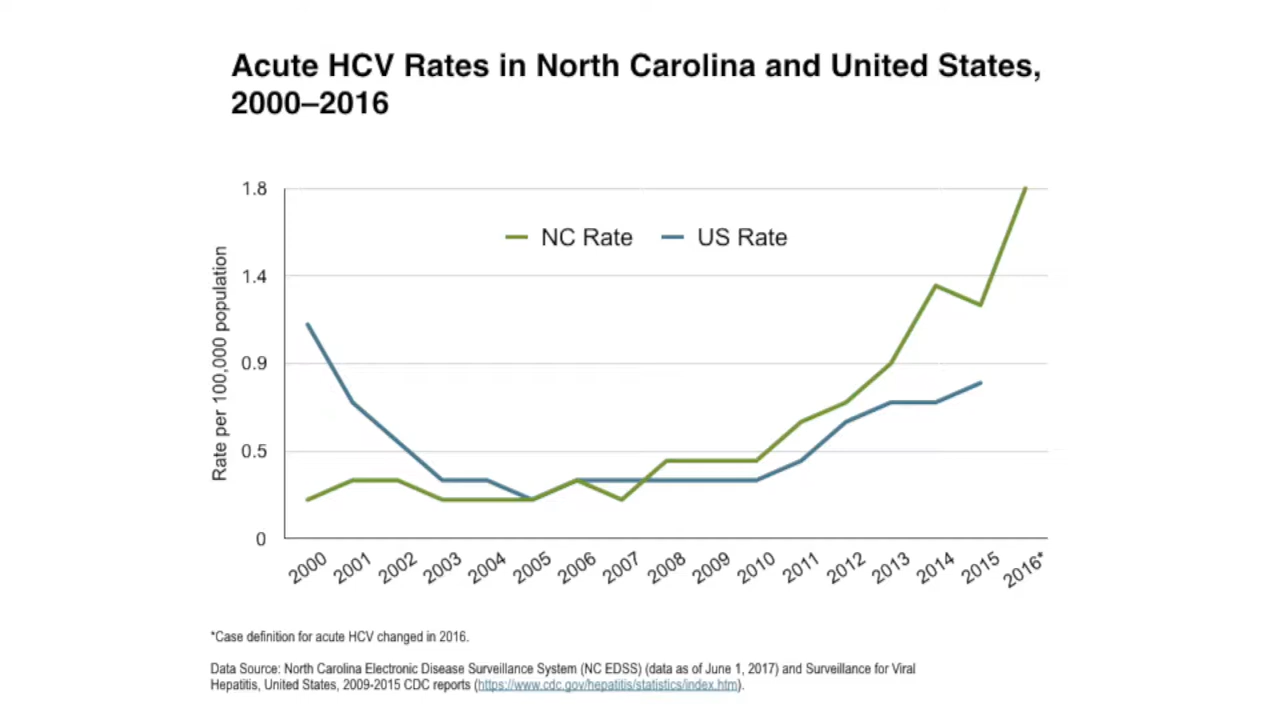 Acute HCV Rates in North Carolina and United States,
2000–2016
1.8
NC Rate US Rate
1.4
0.9
0.5
0
Rate per 100,000 population
2000 2001 2002 2003 2004 2005 2006 2007 2008 2009 2010 2011 2012 2013 2014 2015 2016*
*Case definition for acute HCV changed in 2016.
Data Source: North Carolina Electronic Disease Surveillance System (NC EDSS) (data as of June 1, 2017) and Surveillance for Viral
Hepatitis, United States, 2009-2015 CDC reports (https://www.cdc.gov/hepatitis/statistics/index.htm).